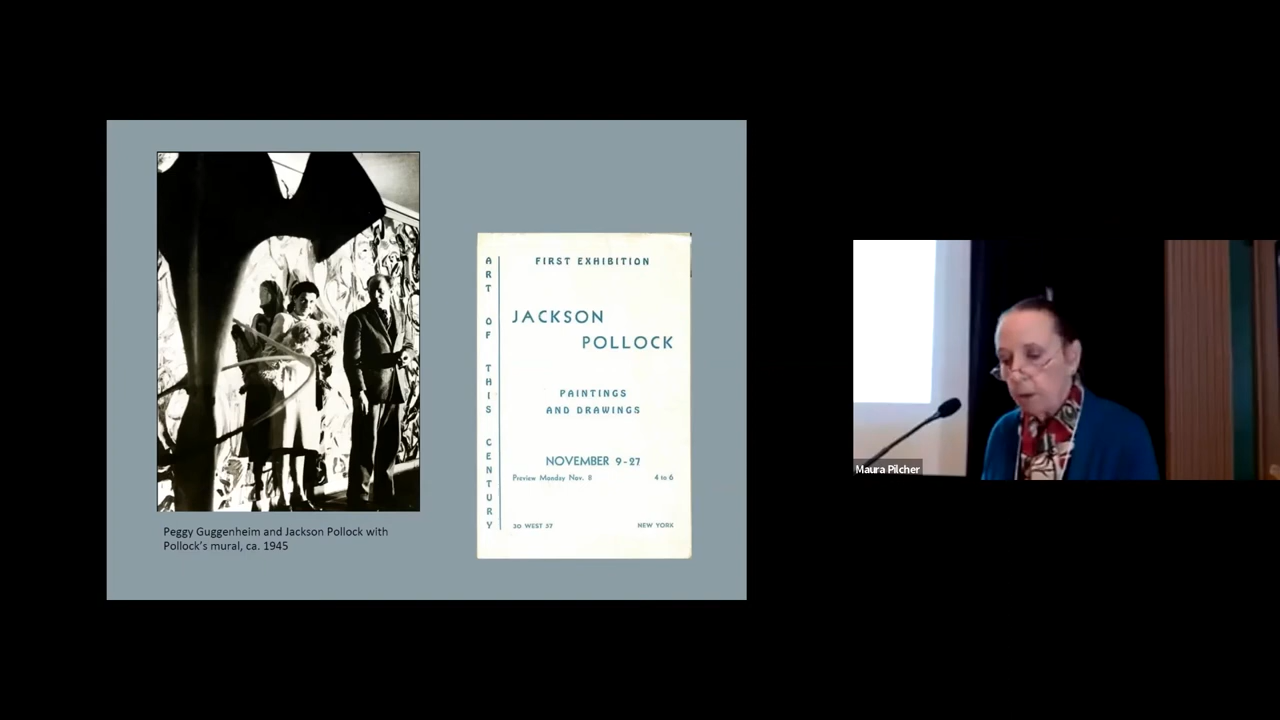 ART OF THIS CENTURY
FIRST EXHIBITION
JACKSON
POLLOCK
PAINTINGS
AND DRAWINGS
NOVEMBER 9-27
Preview Monday Nov. 8 4 to 6
30 WEST 57 NEW YORK
Peggy Guggenheim and Jackson Pollock with
Pollock's mural, ca. 1945
Maura Pilcher